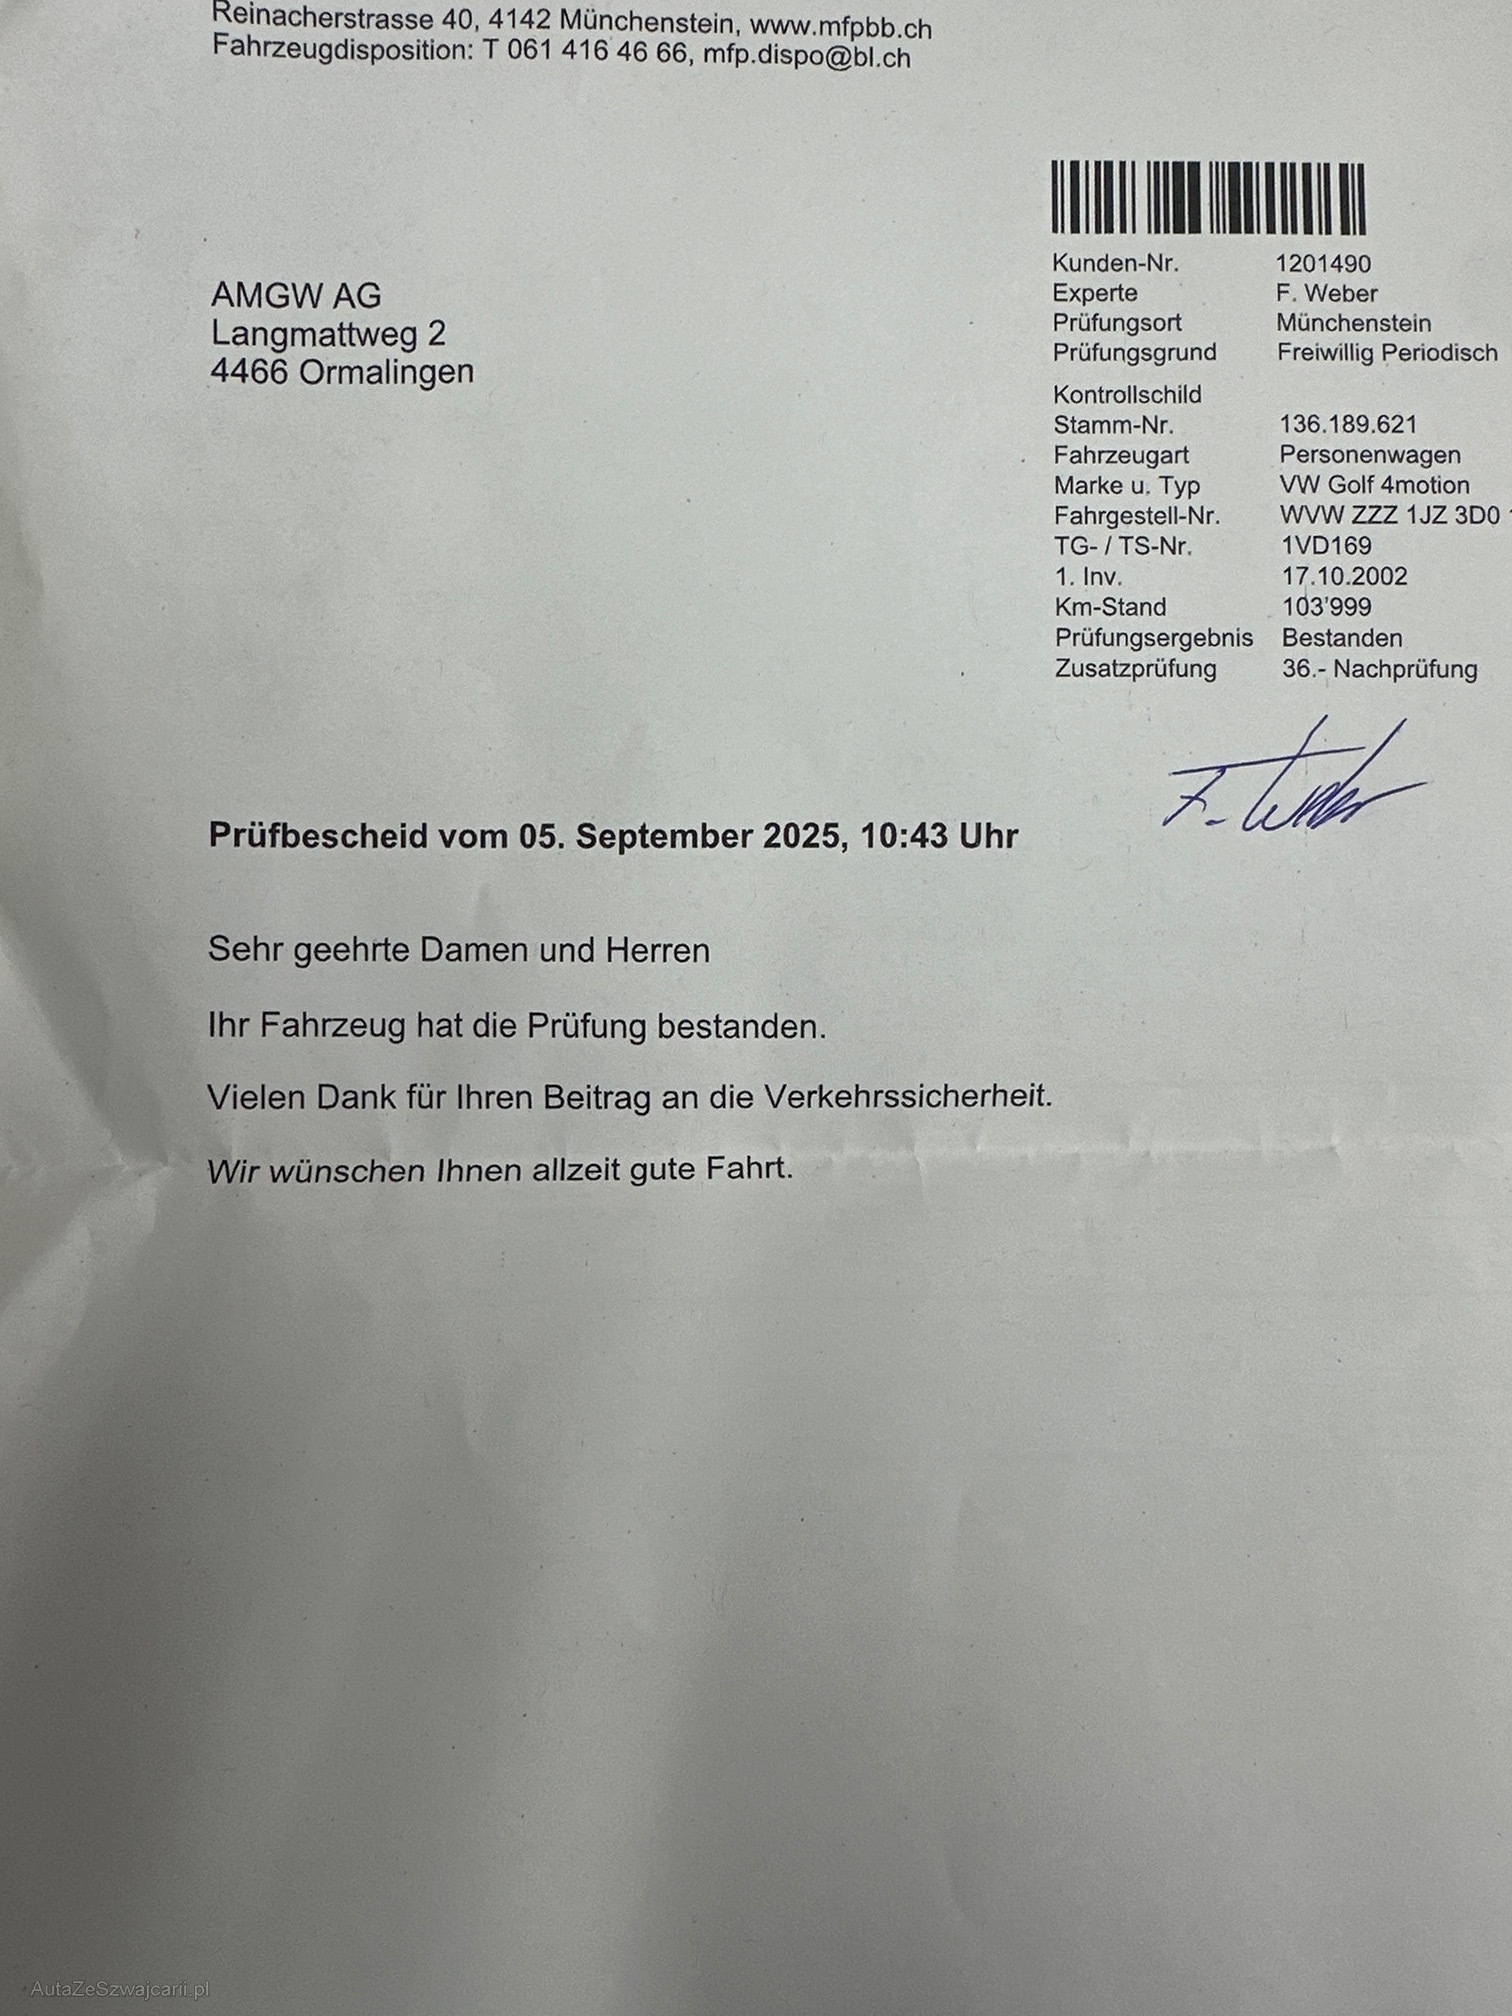 Reinacherstrasse 40, 4142 Münchenstein, www.mfpbb.ch
Fahrzeugdisposition: T 061 416 46 66, mfp.dispo@bl.ch
AMGW AG
Langmattweg 2
4466 Ormalingen
Kunden-Nr. 1201490
Experte F. Weber
Prüfungsort Münchenstein
Prüfungsgrund Freiwillig Periodisch
Kontrollschild
Stamm-Nr. 136.189.621
Fahrzeugart Personenwagen
Marke u. Typ VW Golf 4motion
Fahrgestell-Nr. WVW ZZZ 1JZ 3D0
TG- / TS-Nr. 1VD169
1. Inv. 17.10.2002
Km-Stand 103'999
Prüfungsergebnis Bestanden
Zusatzprüfung 36.- Nachprüfung
F. Weber
Prüfbescheid vom 05. September 2025, 10:43 Uhr
Sehr geehrte Damen und Herren
Ihr Fahrzeug hat die Prüfung bestanden.
Vielen Dank für Ihren Beitrag an die Verkehrssicherheit.
Wir wünschen Ihnen allzeit gute Fahrt.
AutaZeSzwajcarii.pl